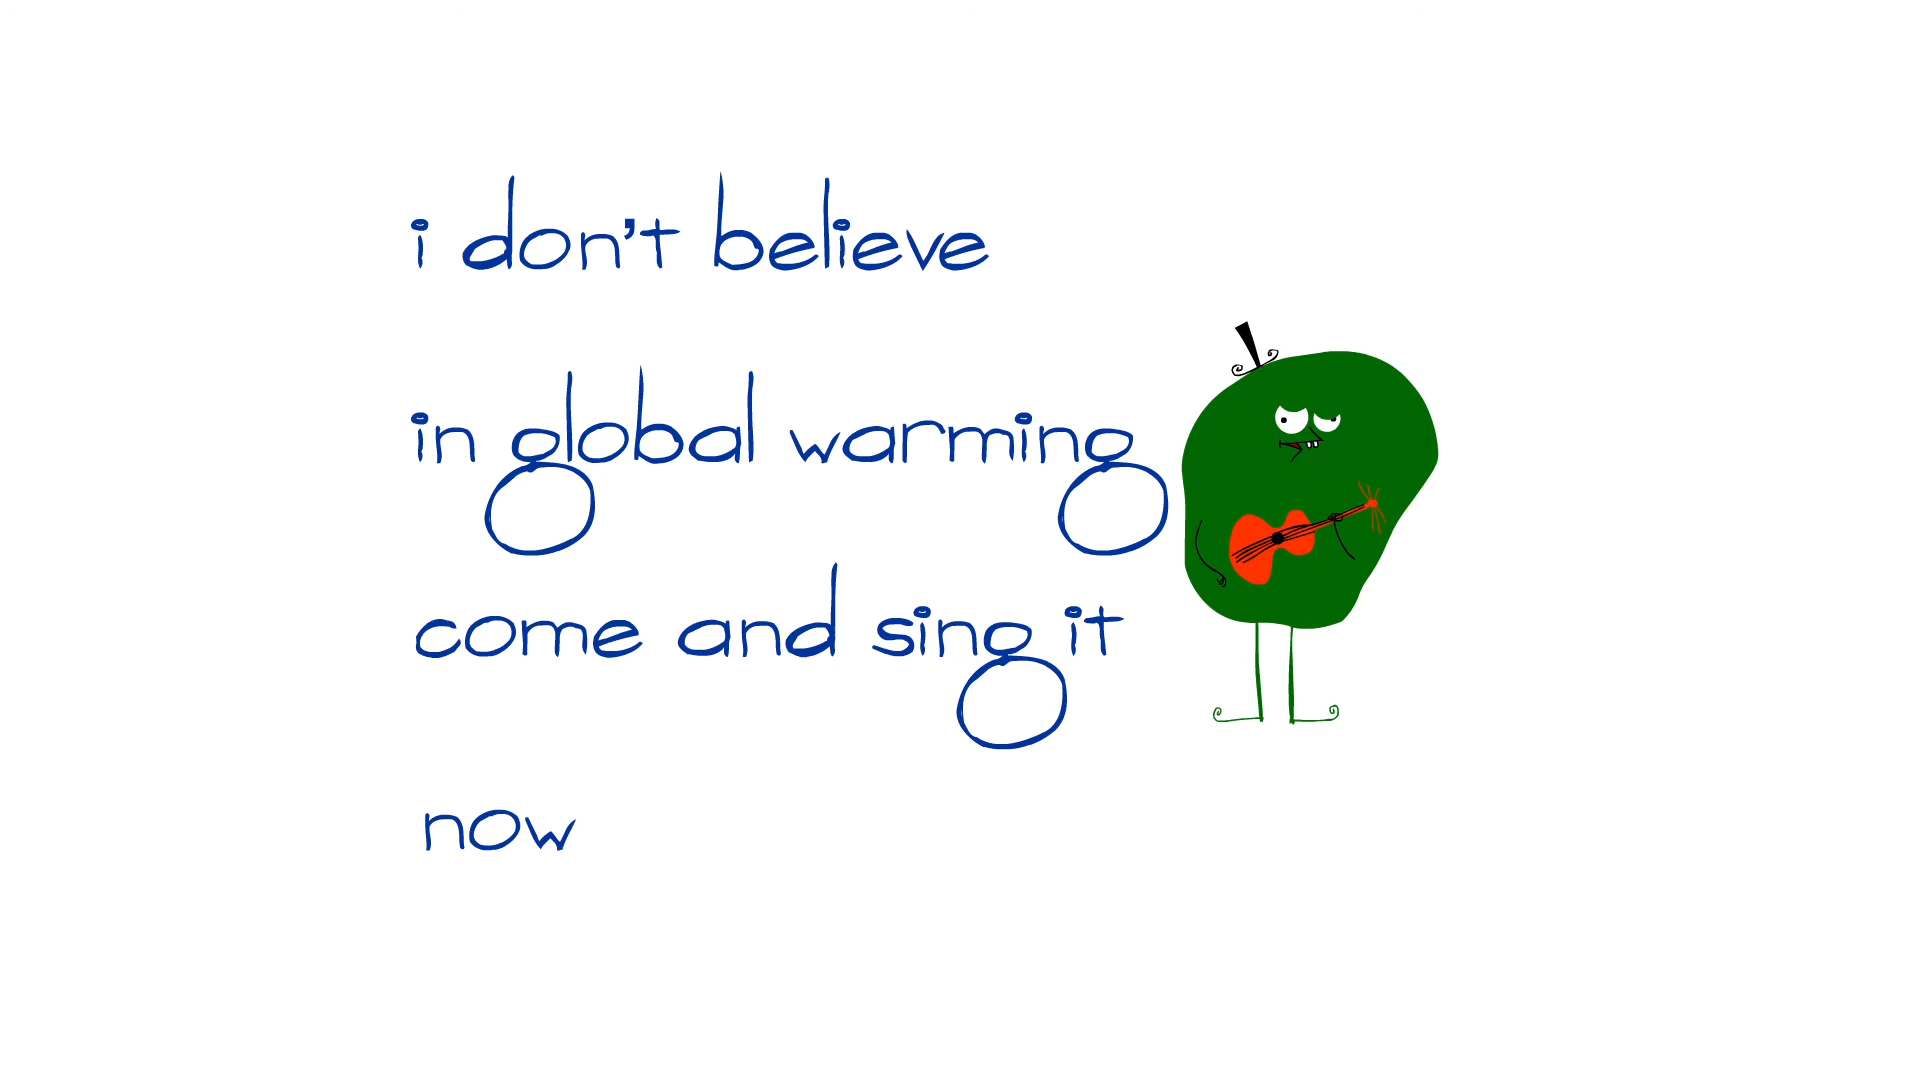 i don't believe
in global warming
come and sing it
now